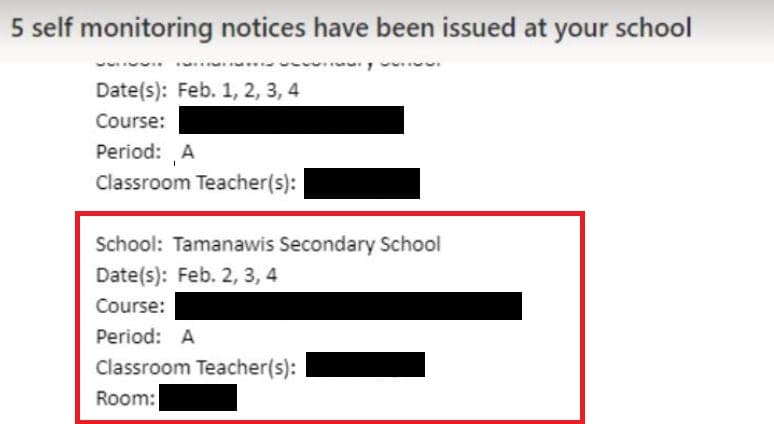 5 self monitoring notices have been issued at your school
Date(s): Feb. 1, 2, 3, 4
Course:
Period: A
Classroom Teacher(s):
School: Tamanawis Secondary School
Date(s): Feb. 2, 3, 4
Course:
Period: A
Classroom Teacher(s):
Room: